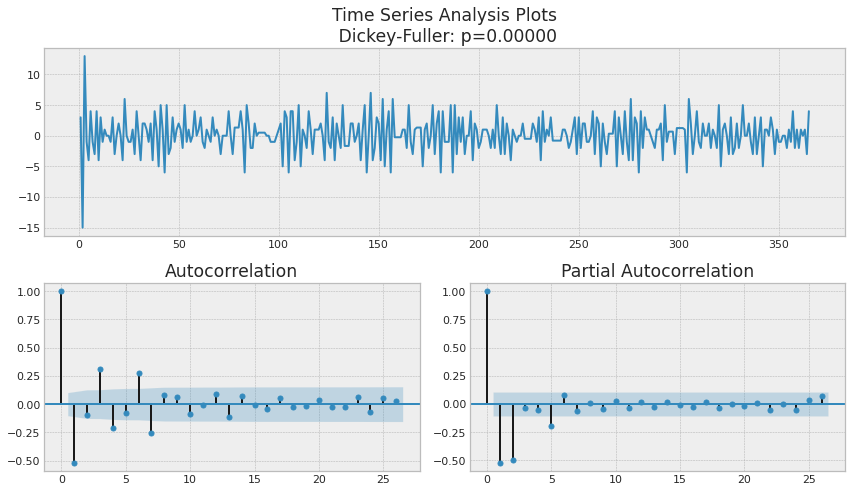 Time Series Analysis Plots
Dickey-Fuller: p=0.00000
10
5
0
−5
−10
−15
0 50 100 150 200 250 300 350
Autocorrelation
1.00
0.75
0.50
0.25
0.00
−0.25
−0.50
0 5 10 15 20 25
Partial Autocorrelation
1.00
0.75
0.50
0.25
0.00
−0.25
−0.50
0 5 10 15 20 25